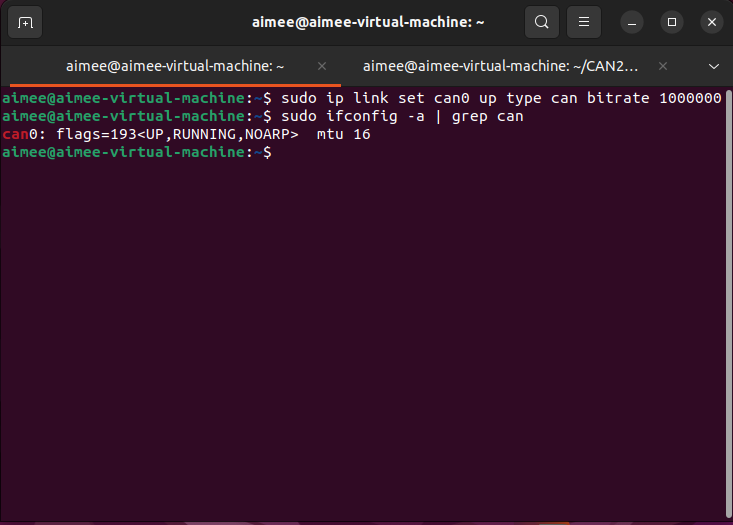 aimee@aimee-virtual-machine: ~
aimee@aimee-virtual-machine: ~
aimee@aimee-virtual-machine: ~/CAN2...
aimee@aimee-virtual-machine:~$ sudo ip link set can0 up type can bitrate 1000000
aimee@aimee-virtual-machine:~$ sudo ifconfig -a | grep can
can0: flags=193<UP,RUNNING,NOARP>  mtu 16
aimee@aimee-virtual-machine:~$